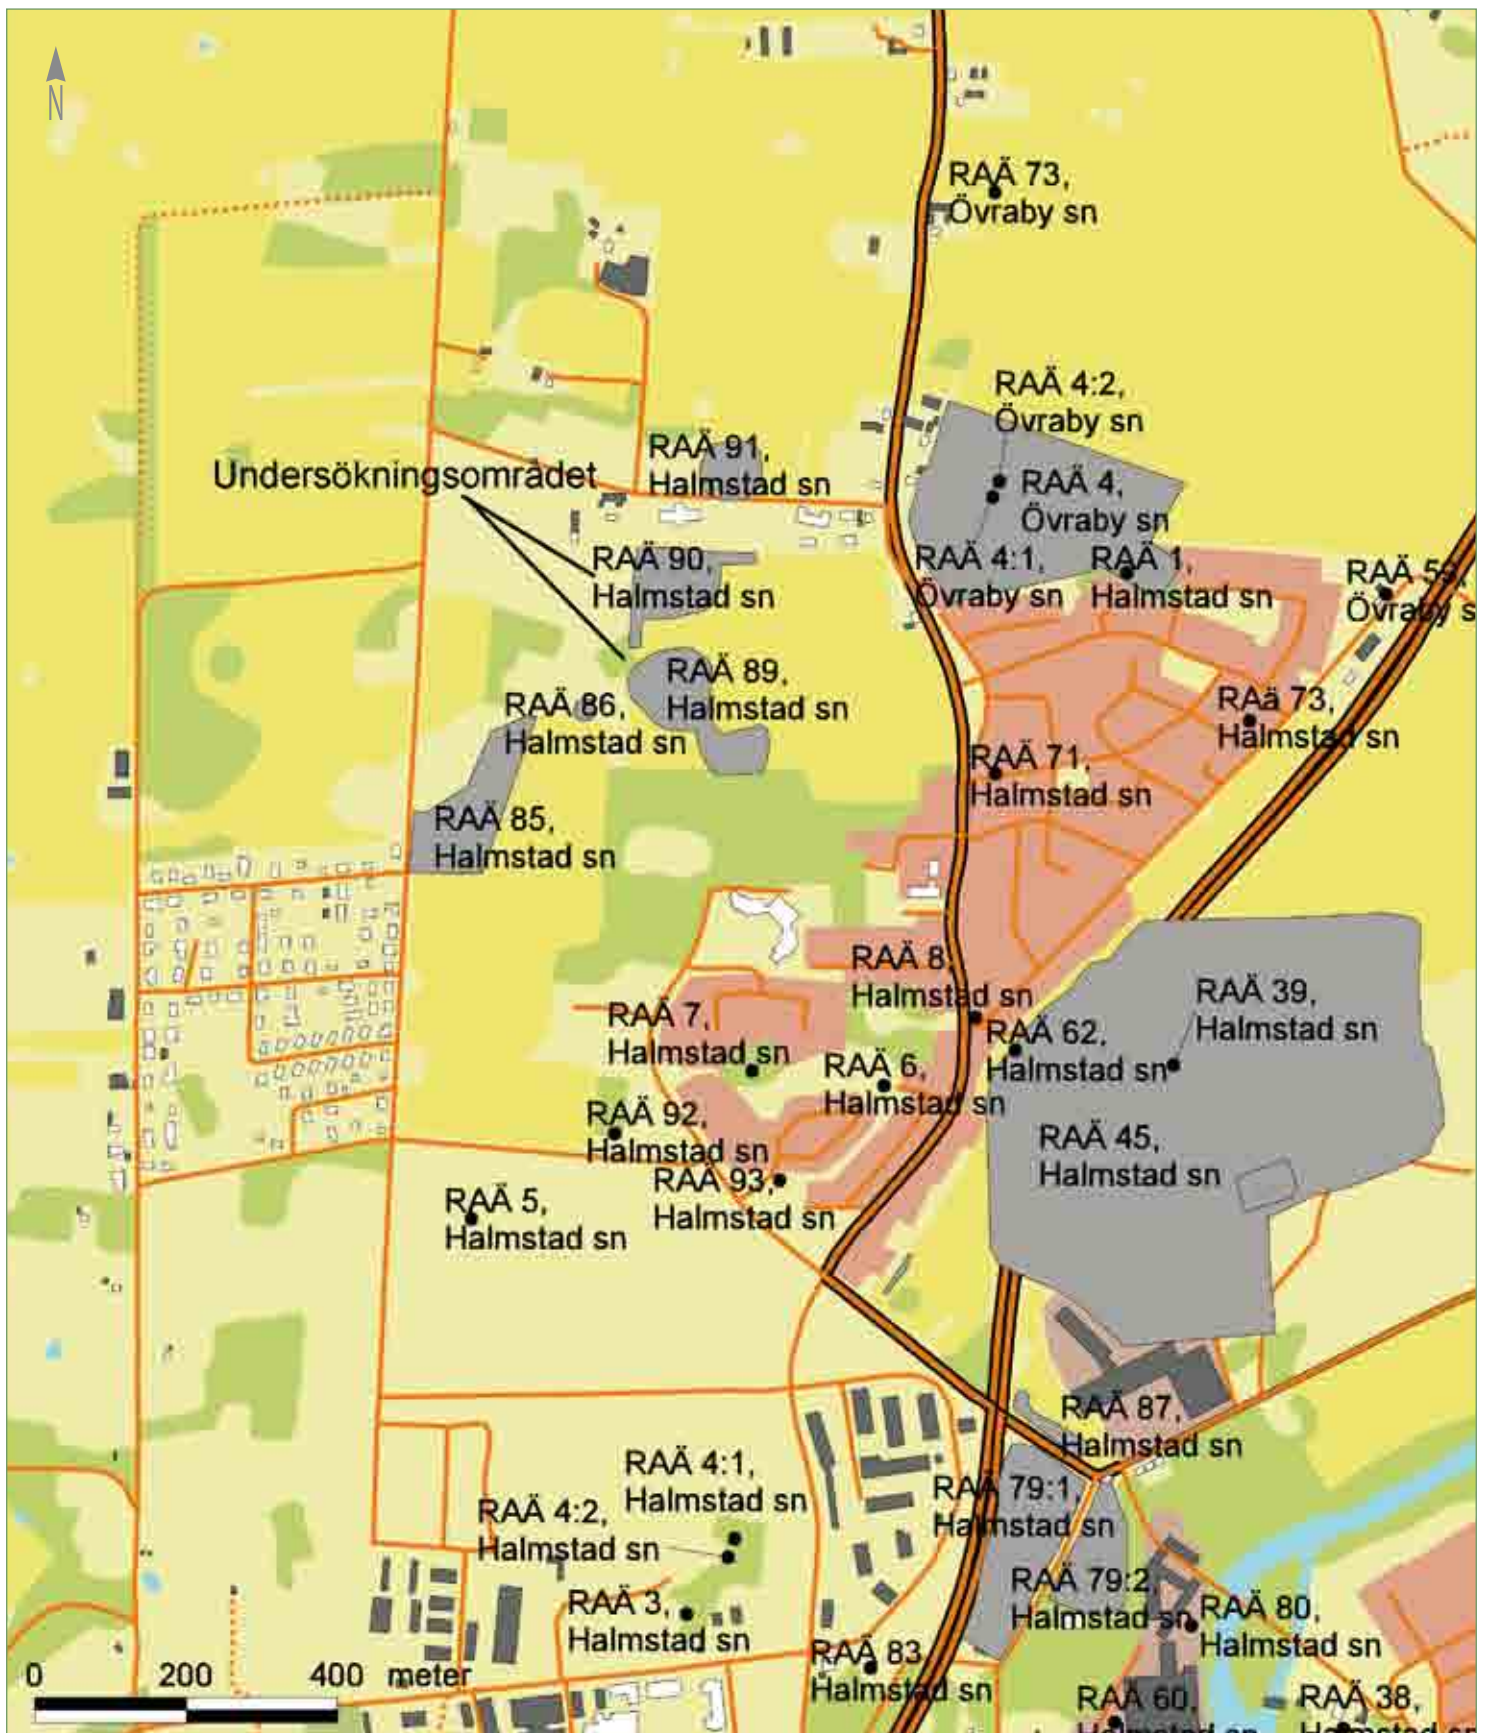 N
RAÄ 73,
Övraby sn
RAÄ 4:2,
Övraby sn
RAÄ 91,
Halmstad sn
Undersökningsområdet
RAÄ 4,
Övraby sn
RAÄ 90,
Halmstad sn
RAÄ 4:1,
Övraby sn
RAÄ 1,
Halmstad sn
RAÄ 59,
Övraby s
RAÄ 89,
Halmstad sn
RAÄ 86,
Halmstad sn
RAä 73,
Halmstad sn
RAÄ 71,
Halmstad sn
RAÄ 85,
Halmstad sn
RAÄ 8,
Halmstad sn
RAÄ 39,
Halmstad sn
RAÄ 7,
Halmstad sn
RAÄ 62,
Halmstad sn
RAÄ 6,
Halmstad sn
RAÄ 92,
Halmstad sn
RAÄ 45,
Halmstad sn
RAÄ 93,
Halmstad sn
RAÄ 5,
Halmstad sn
RAÄ 87,
Halmstad sn
RAÄ 4:1,
Halmstad sn
RAÄ 79:1,
Halmstad sn
RAÄ 4:2,
Halmstad sn
RAÄ 79:2,
Halmstad sn
RAÄ 3,
Halmstad sn
RAÄ 80,
Halmstad sn
RAÄ 83,
Halmstad sn
0 200 400 meter
RAÄ 60,
Halmstad sn
RAÄ 38,
Halmstad sn